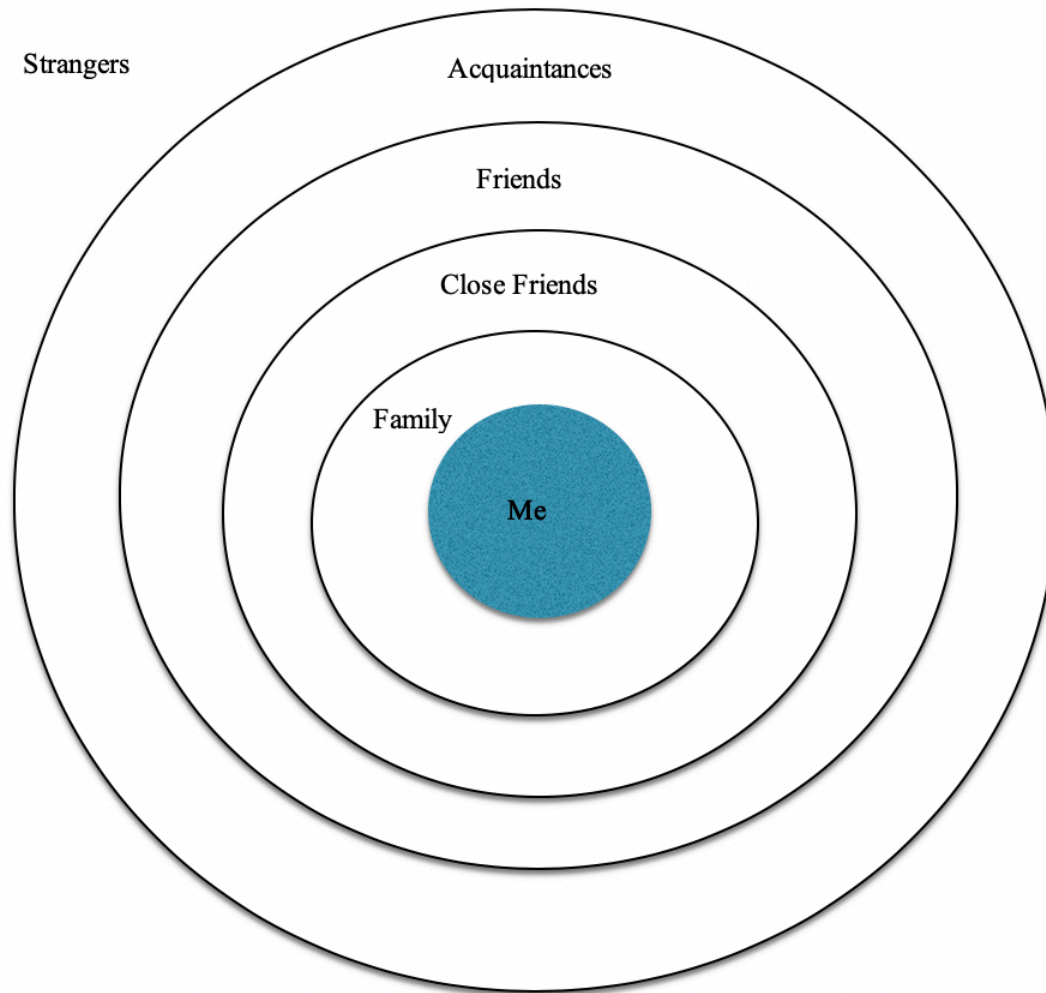 Strangers
Acquaintances
Friends
Close Friends
Family
Me